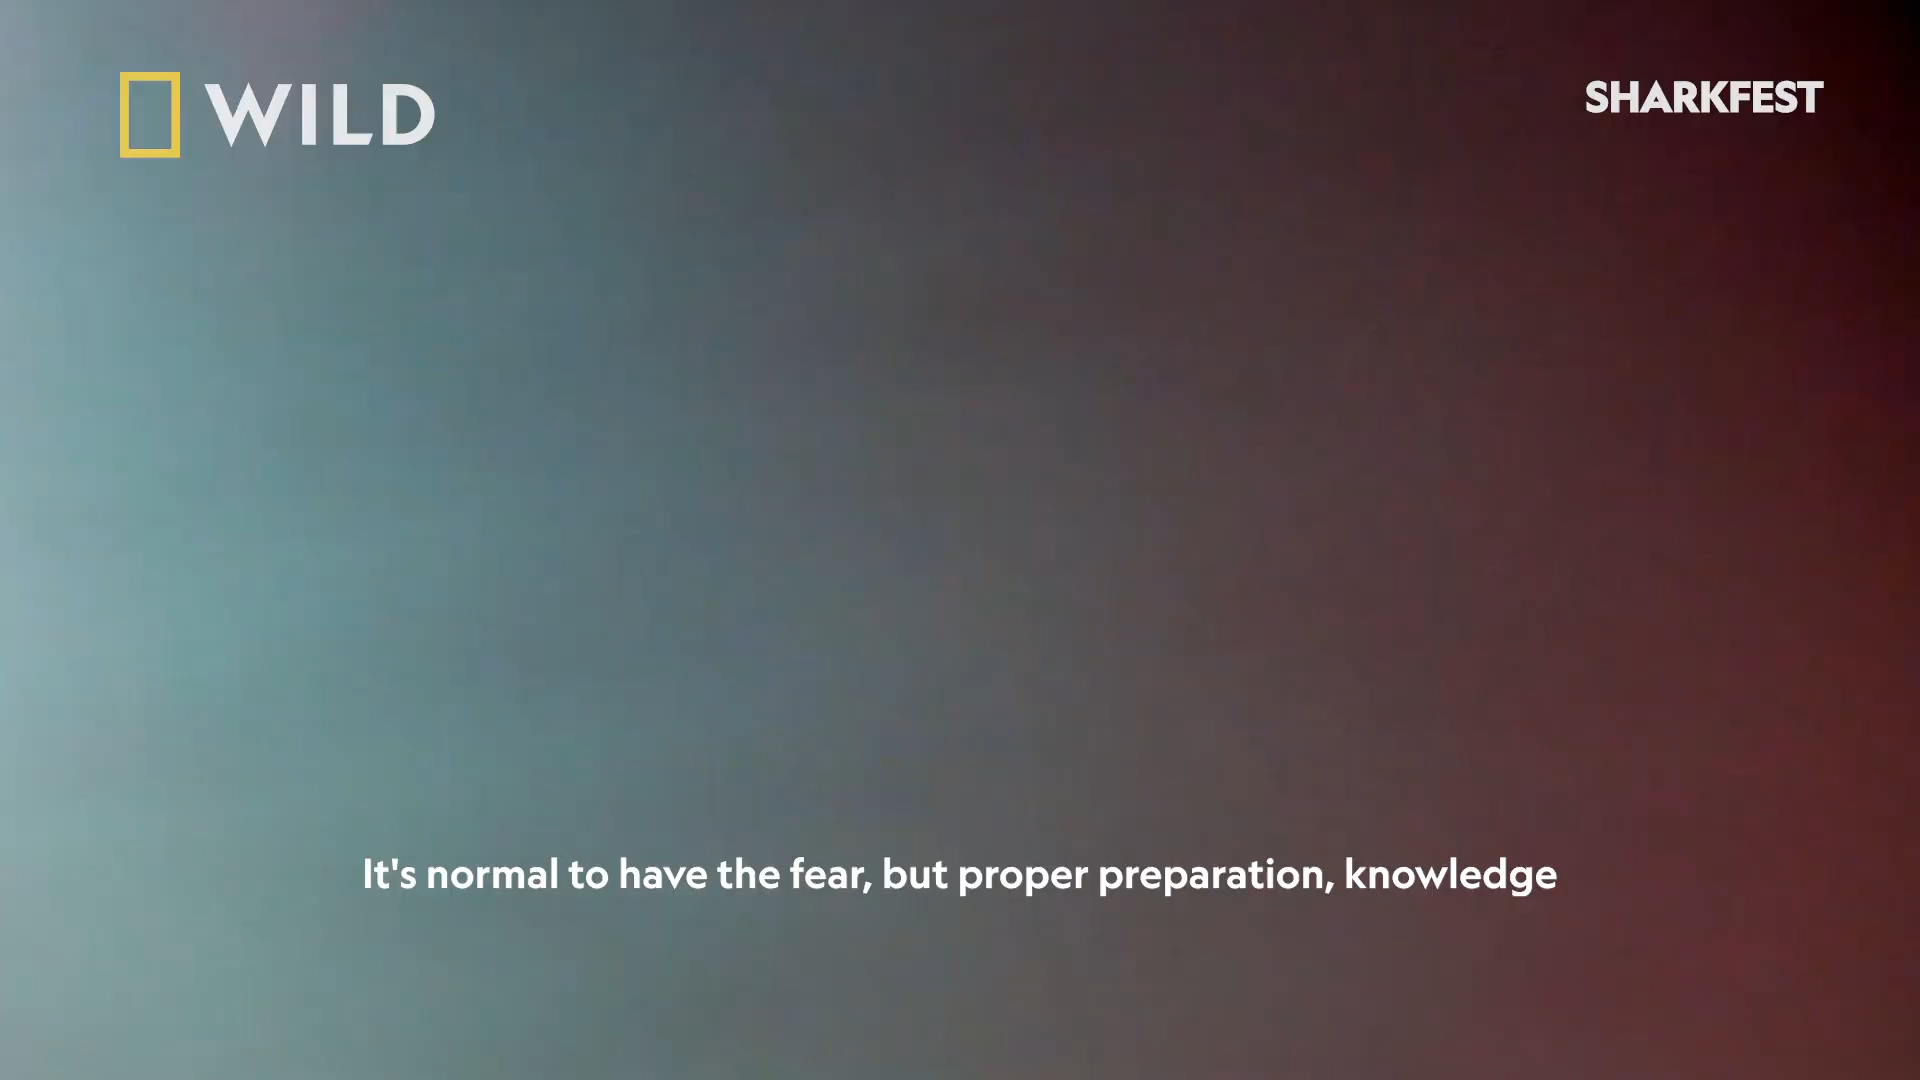 WILD
SHARKFEST
It's normal to have the fear, but proper preparation, knowledge